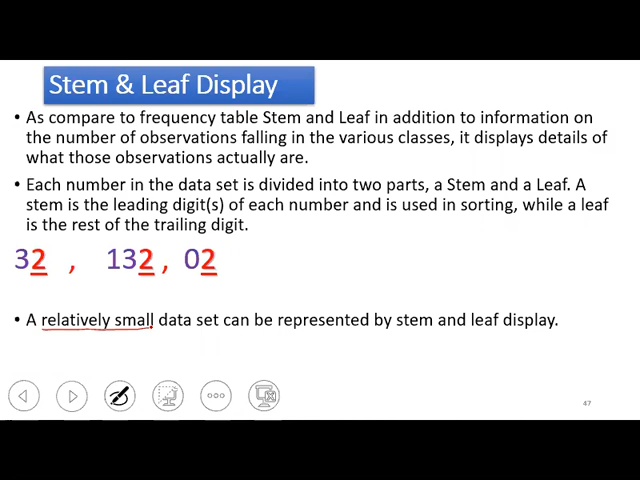 Stem & Leaf Display
• As compare to frequency table Stem and Leaf in addition to information on
the number of observations falling in the various classes, it displays details of
what those observations actually are.
• Each number in the data set is divided into two parts, a Stem and a Leaf. A
stem is the leading digit(s) of each number and is used in sorting, while a leaf
is the rest of the trailing digit.
32 , 132 , 02
• A relatively small data set can be represented by stem and leaf display.
47